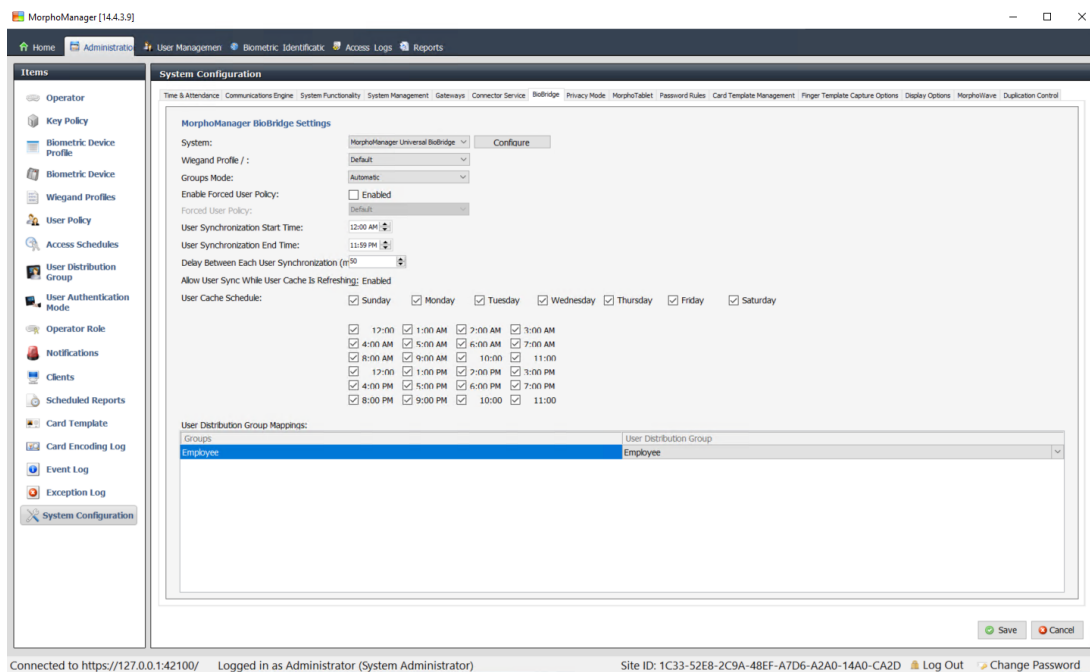 MorphoManager [14.4.3.9]
Home Administratio User Managemen Biometric Identificatic Access Logs Reports
Items
Operator
Key Policy
Biometric Device
Profile
Biometric Device
Wiegand Profiles
User Policy
Access Schedules
User Distribution
Group
User Authentication
Mode
Operator Role
Notifications
Clients
Scheduled Reports
Card Template
Card Encoding Log
Event Log
Exception Log
System Configuration
System Configuration
Time & Attendance Communications Engine System Functionality System Management Gateways Connector Service BioBridge Privacy Mode MorphoTablet Password Rules Card Template Management Finger Template Capture Options Display Options MorphoWave Duplication Control
MorphoManager BioBridge Settings
System: MorphoManager Universal BioBridge Configure
Wiegand Profile / : Default
Groups Mode: Automatic
Enable Forced User Policy: Enabled
Forced User Policy: Default
User Synchronization Start Time: 12:00 AM
User Synchronization End Time: 11:59 PM
Delay Between Each User Synchronization (m 50
Allow User Sync While User Cache Is Refreshing: Enabled
User Cache Schedule: Sunday Monday Tuesday Wednesday Thursday Friday Saturday
12:00 1:00 AM 2:00 AM 3:00 AM
4:00 AM 5:00 AM 6:00 AM 7:00 AM
8:00 AM 9:00 AM 10:00 11:00
12:00 1:00 PM 2:00 PM 3:00 PM
4:00 PM 5:00 PM 6:00 PM 7:00 PM
8:00 PM 9:00 PM 10:00 11:00
User Distribution Group Mappings:
Groups User Distribution Group
Employee Employee
Save Cancel
Connected to https://127.0.0.1:42100/ Logged in as Administrator (System Administrator) Site ID: 1C33-52E8-2C9A-48EF-A7D6-A2A0-14A0-CA2D Log Out Change Password